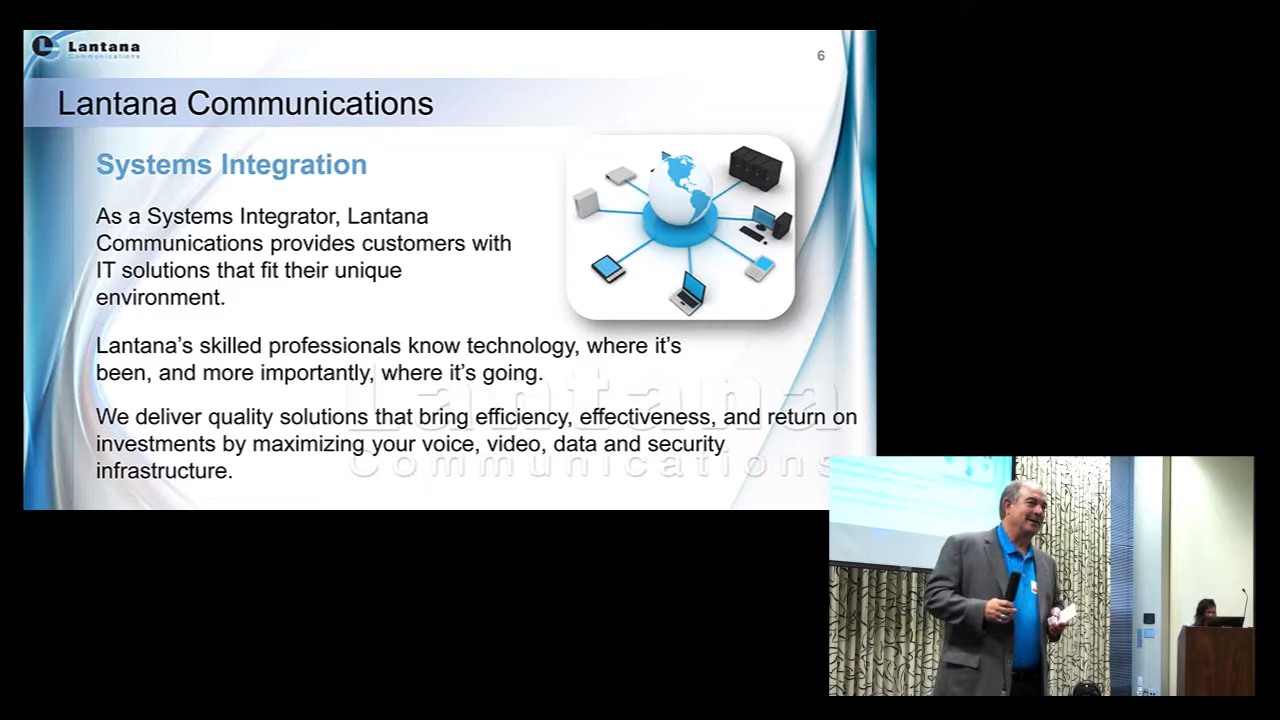 Lantana
Communications
6
Lantana Communications
Systems Integration
As a Systems Integrator, Lantana
Communications provides customers with
IT solutions that fit their unique
environment.
Lantana’s skilled professionals know technology, where it’s
been, and more importantly, where it’s going.
We deliver quality solutions that bring efficiency, effectiveness, and return on
investments by maximizing your voice, video, data and security
infrastructure.
Lantana
Communications